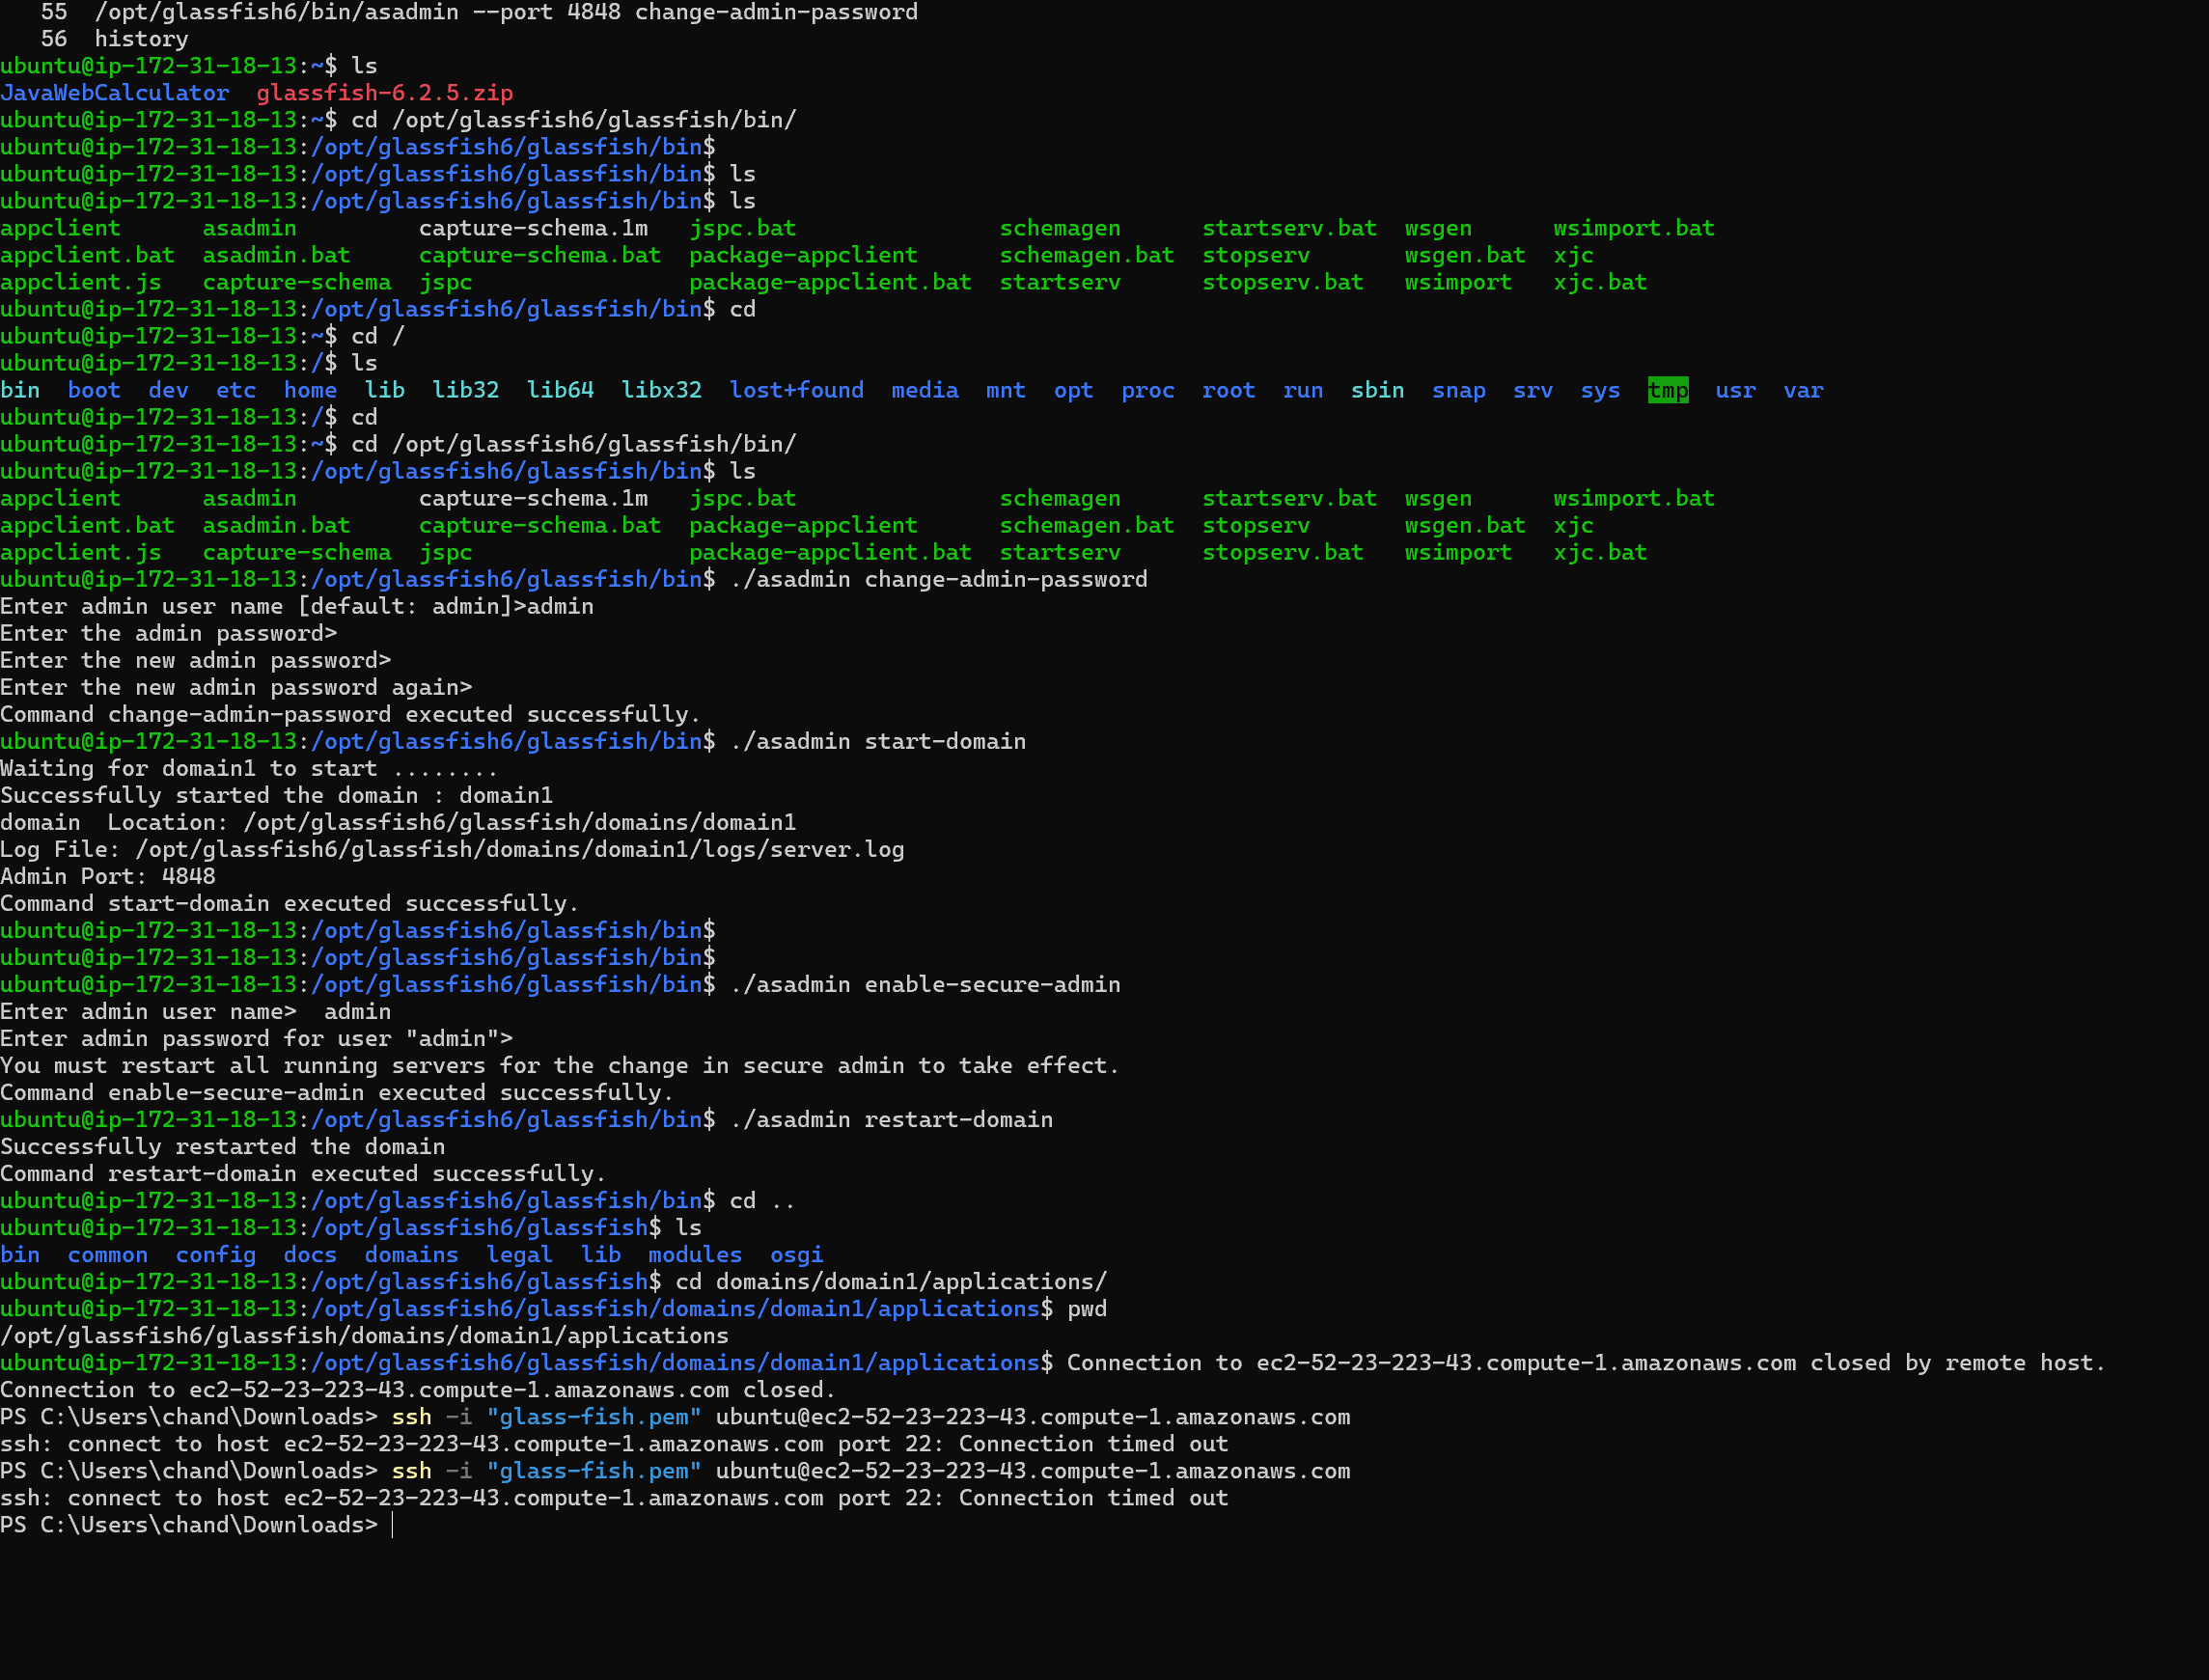 55  /opt/glassfish6/bin/asadmin --port 4848 change-admin-password
   56  history
ubuntu@ip-172-31-18-13:~$ ls
JavaWebCalculator  glassfish-6.2.5.zip
ubuntu@ip-172-31-18-13:~$ cd /opt/glassfish6/glassfish/bin/
ubuntu@ip-172-31-18-13:/opt/glassfish6/glassfish/bin$
ubuntu@ip-172-31-18-13:/opt/glassfish6/glassfish/bin$ ls
ubuntu@ip-172-31-18-13:/opt/glassfish6/glassfish/bin$ ls
appclient      asadmin         capture-schema.1m   jspc.bat               schemagen      startserv.bat  wsgen      wsimport.bat
appclient.bat  asadmin.bat     capture-schema.bat  package-appclient      schemagen.bat  stopserv       wsgen.bat  xjc
appclient.js   capture-schema  jspc                package-appclient.bat  startserv      stopserv.bat   wsimport   xjc.bat
ubuntu@ip-172-31-18-13:/opt/glassfish6/glassfish/bin$ cd
ubuntu@ip-172-31-18-13:~$ cd /
ubuntu@ip-172-31-18-13:/$ ls
bin  boot  dev  etc  home  lib  lib32  lib64  libx32  lost+found  media  mnt  opt  proc  root  run  sbin  snap  srv  sys  tmp  usr  var
ubuntu@ip-172-31-18-13:/$ cd
ubuntu@ip-172-31-18-13:~$ cd /opt/glassfish6/glassfish/bin/
ubuntu@ip-172-31-18-13:/opt/glassfish6/glassfish/bin$ ls
appclient      asadmin         capture-schema.1m   jspc.bat               schemagen      startserv.bat  wsgen      wsimport.bat
appclient.bat  asadmin.bat     capture-schema.bat  package-appclient      schemagen.bat  stopserv       wsgen.bat  xjc
appclient.js   capture-schema  jspc                package-appclient.bat  startserv      stopserv.bat   wsimport   xjc.bat
ubuntu@ip-172-31-18-13:/opt/glassfish6/glassfish/bin$ ./asadmin change-admin-password
Enter admin user name [default: admin]>admin
Enter the admin password>
Enter the new admin password>
Enter the new admin password again>
Command change-admin-password executed successfully.
ubuntu@ip-172-31-18-13:/opt/glassfish6/glassfish/bin$ ./asadmin start-domain
Waiting for domain1 to start ........
Successfully started the domain : domain1
domain  Location: /opt/glassfish6/glassfish/domains/domain1
Log File: /opt/glassfish6/glassfish/domains/domain1/logs/server.log
Admin Port: 4848
Command start-domain executed successfully.
ubuntu@ip-172-31-18-13:/opt/glassfish6/glassfish/bin$
ubuntu@ip-172-31-18-13:/opt/glassfish6/glassfish/bin$
ubuntu@ip-172-31-18-13:/opt/glassfish6/glassfish/bin$ ./asadmin enable-secure-admin
Enter admin user name>  admin
Enter admin password for user "admin">
You must restart all running servers for the change in secure admin to take effect.
Command enable-secure-admin executed successfully.
ubuntu@ip-172-31-18-13:/opt/glassfish6/glassfish/bin$ ./asadmin restart-domain
Successfully restarted the domain
Command restart-domain executed successfully.
ubuntu@ip-172-31-18-13:/opt/glassfish6/glassfish/bin$ cd ..
ubuntu@ip-172-31-18-13:/opt/glassfish6/glassfish$ ls
bin  common  config  docs  domains  legal  lib  modules  osgi
ubuntu@ip-172-31-18-13:/opt/glassfish6/glassfish$ cd domains/domain1/applications/
ubuntu@ip-172-31-18-13:/opt/glassfish6/glassfish/domains/domain1/applications$ pwd
/opt/glassfish6/glassfish/domains/domain1/applications
ubuntu@ip-172-31-18-13:/opt/glassfish6/glassfish/domains/domain1/applications$ Connection to ec2-52-23-223-43.compute-1.amazonaws.com closed by remote host.
Connection to ec2-52-23-223-43.compute-1.amazonaws.com closed.
PS C:\Users\chand\Downloads> ssh -i "glass-fish.pem" ubuntu@ec2-52-23-223-43.compute-1.amazonaws.com
ssh: connect to host ec2-52-23-223-43.compute-1.amazonaws.com port 22: Connection timed out
PS C:\Users\chand\Downloads> ssh -i "glass-fish.pem" ubuntu@ec2-52-23-223-43.compute-1.amazonaws.com
ssh: connect to host ec2-52-23-223-43.compute-1.amazonaws.com port 22: Connection timed out
PS C:\Users\chand\Downloads>